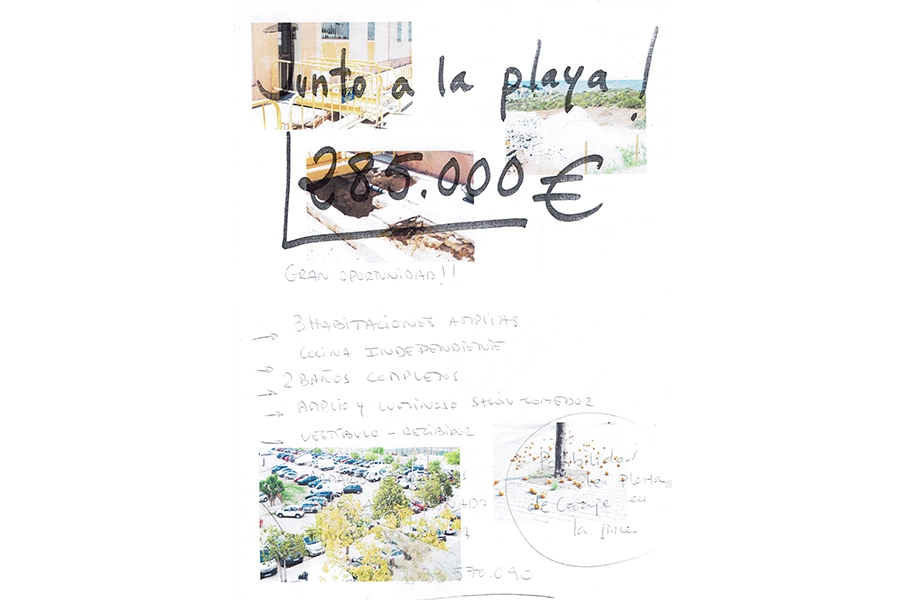 Junto a la playa!
285.000 €
GRAN OPORTUNIDAD!!
3 HABITACIONES AMPLIAS
COCINA INDEPENDIENTE
2 BAÑOS COMPLETOS
AMPLIO Y LUMINOSO SALÓN COMEDOR
VESTÍBULO - RECIBIDOR
Posibilidad
de plaza
de Garaje en
la finca
570.090